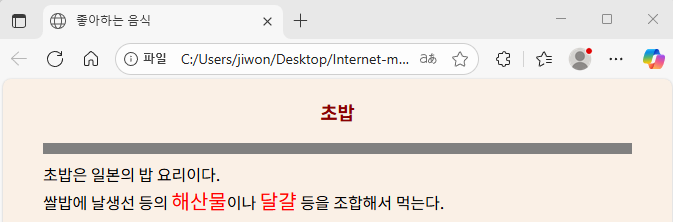 좋아하는 음식
파일 C:/Users/jiwon/Desktop/Internet-m...
aあ
초밥
초밥은 일본의 밥 요리이다.
쌀밥에 날생선 등의 해산물이나 달걀 등을 조합해서 먹는다.